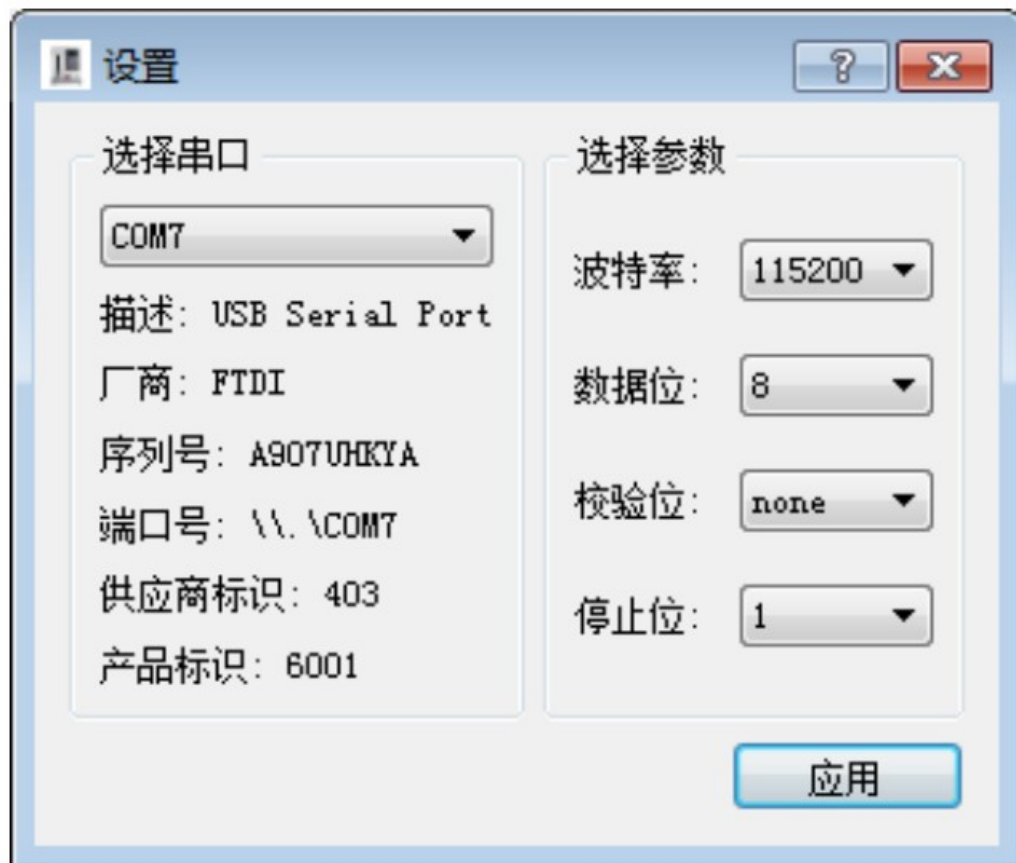 设置
选择串口
COM7
描述: USB Serial Port
厂商: FTDI
序列号: A907UHKYA
端口号: \\.\COM7
供应商标识: 403
产品标识: 6001
选择参数
波特率: 115200
数据位: 8
校验位: none
停止位: 1
应用